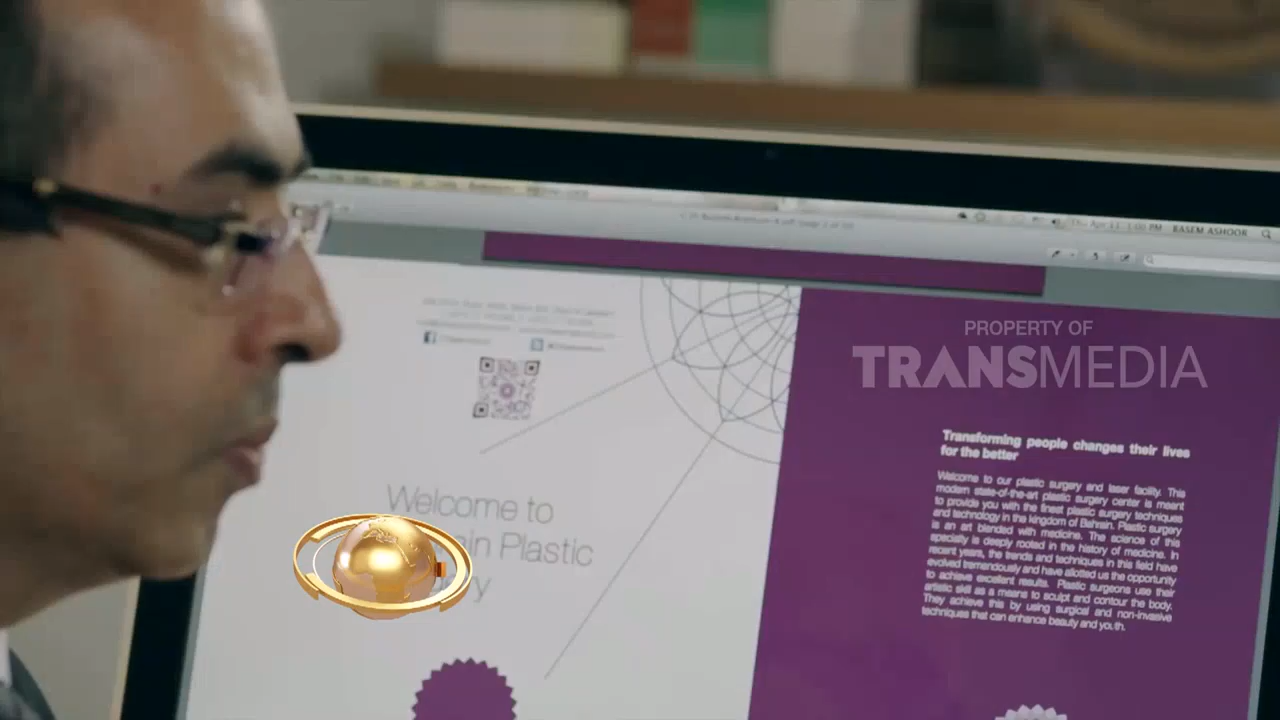 1:00 PM BASEM ASHOOR
PROPERTY OF
TRANSMEDIA
Welcome to
Plastic
Transforming people changes their lives
for the better
Welcome to our plastic surgery and laser facility. This
modern state-of-the-art plastic surgery center is meant
to provide you with the finest plastic surgery techniques
and technology in the kingdom of Bahrain. Plastic surgery
is an art blended with medicine. The science of this
specialty is deeply rooted in the history of medicine. In
recent years, the trends and techniques in this field have
evolved tremendously and have allotted us the opportunity
to achieve excellent results. Plastic surgeons use their
artistic skill as a means to sculpt and contour the body.
They achieve this by using surgical and non-invasive
techniques that can enhance beauty and youth.